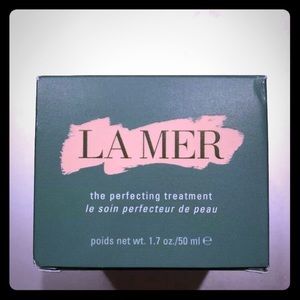 LA MER
the perfecting treatment
le soin perfecteur de peau
poids net wt. 1.7 oz./50 ml ℮